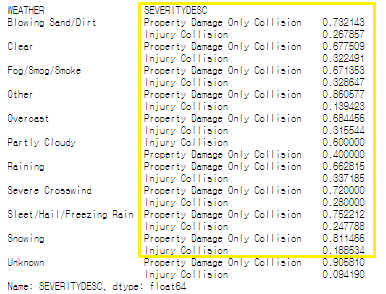 WEATHER SEVERITYDESC
Blowing Sand/Dirt Property Damage Only Collision 0.732143
Injury Collision 0.267857
Clear Property Damage Only Collision 0.677509
Injury Collision 0.322491
Fog/Smog/Smoke Property Damage Only Collision 0.671353
Injury Collision 0.328647
Other Property Damage Only Collision 0.860577
Injury Collision 0.139423
Overcast Property Damage Only Collision 0.684456
Injury Collision 0.315544
Partly Cloudy Injury Collision 0.600000
Property Damage Only Collision 0.400000
Raining Property Damage Only Collision 0.662815
Injury Collision 0.337185
Severe Crosswind Property Damage Only Collision 0.720000
Injury Collision 0.280000
Sleet/Hail/Freezing Rain Property Damage Only Collision 0.752212
Injury Collision 0.247788
Snowing Property Damage Only Collision 0.811466
Injury Collision 0.188534
Unknown Property Damage Only Collision 0.905810
Injury Collision 0.094190
Name: SEVERITYDESC, dtype: float64